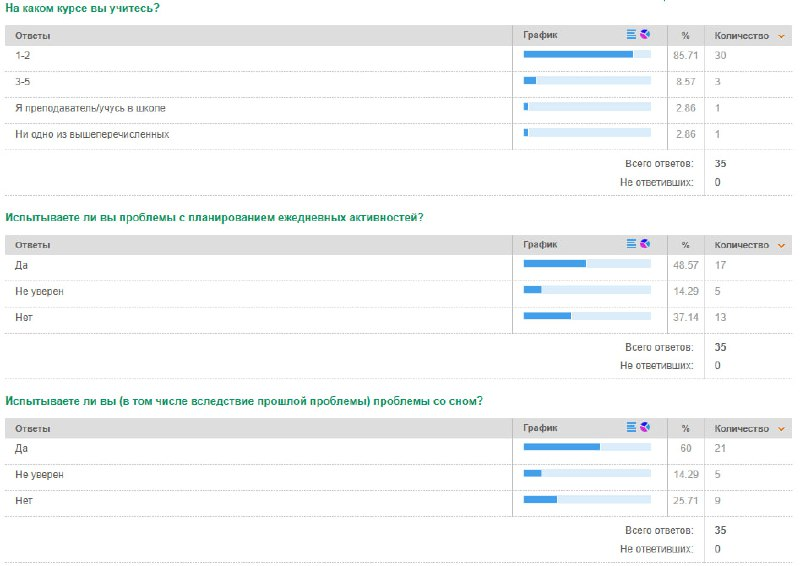 На каком курсе вы учитесь?
Ответы График % Количество
1-2 85.71 30
3-5 8.57 3
Я преподаватель/учусь в школе 2.86 1
Ни одно из вышеперечисленных 2.86 1
Всего ответов: 35
Не ответивших: 0
Испытываете ли вы проблемы с планированием ежедневных активностей?
Ответы График % Количество
Да 48.57 17
Не уверен 14.29 5
Нет 37.14 13
Всего ответов: 35
Не ответивших: 0
Испытываете ли вы (в том числе вследствие прошлой проблемы) проблемы со сном?
Ответы График % Количество
Да 60 21
Не уверен 14.29 5
Нет 25.71 9
Всего ответов: 35
Не ответивших: 0